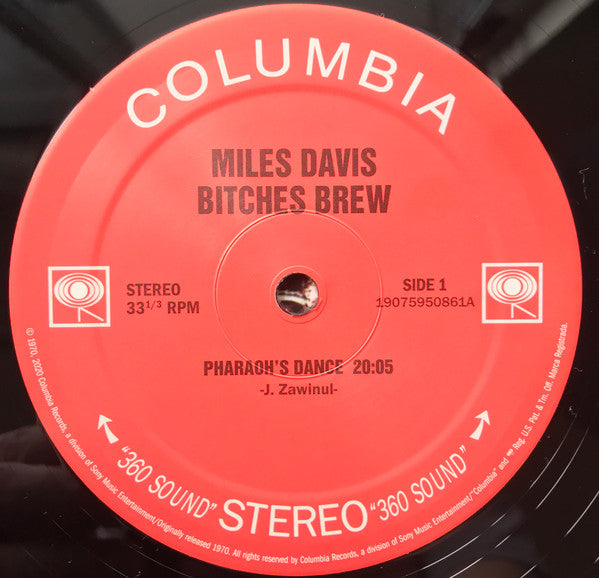 COLUMBIA
MILES DAVIS
BITCHES BREW
STEREO
33 1/3 RPM
SIDE 1
19075950861A
PHARAOH'S DANCE 20:05
-J. Zawinul-
"360 SOUND" STEREO "360 SOUND"
© 1970, 2020 Columbia Records, a division of Sony Music Entertainment/Originally released 1970. All rights reserved by Columbia Records, a division of Sony Music Entertainment/"Columbia" and Reg. U.S. Pat. & Tm. Off. Marca Registrada.